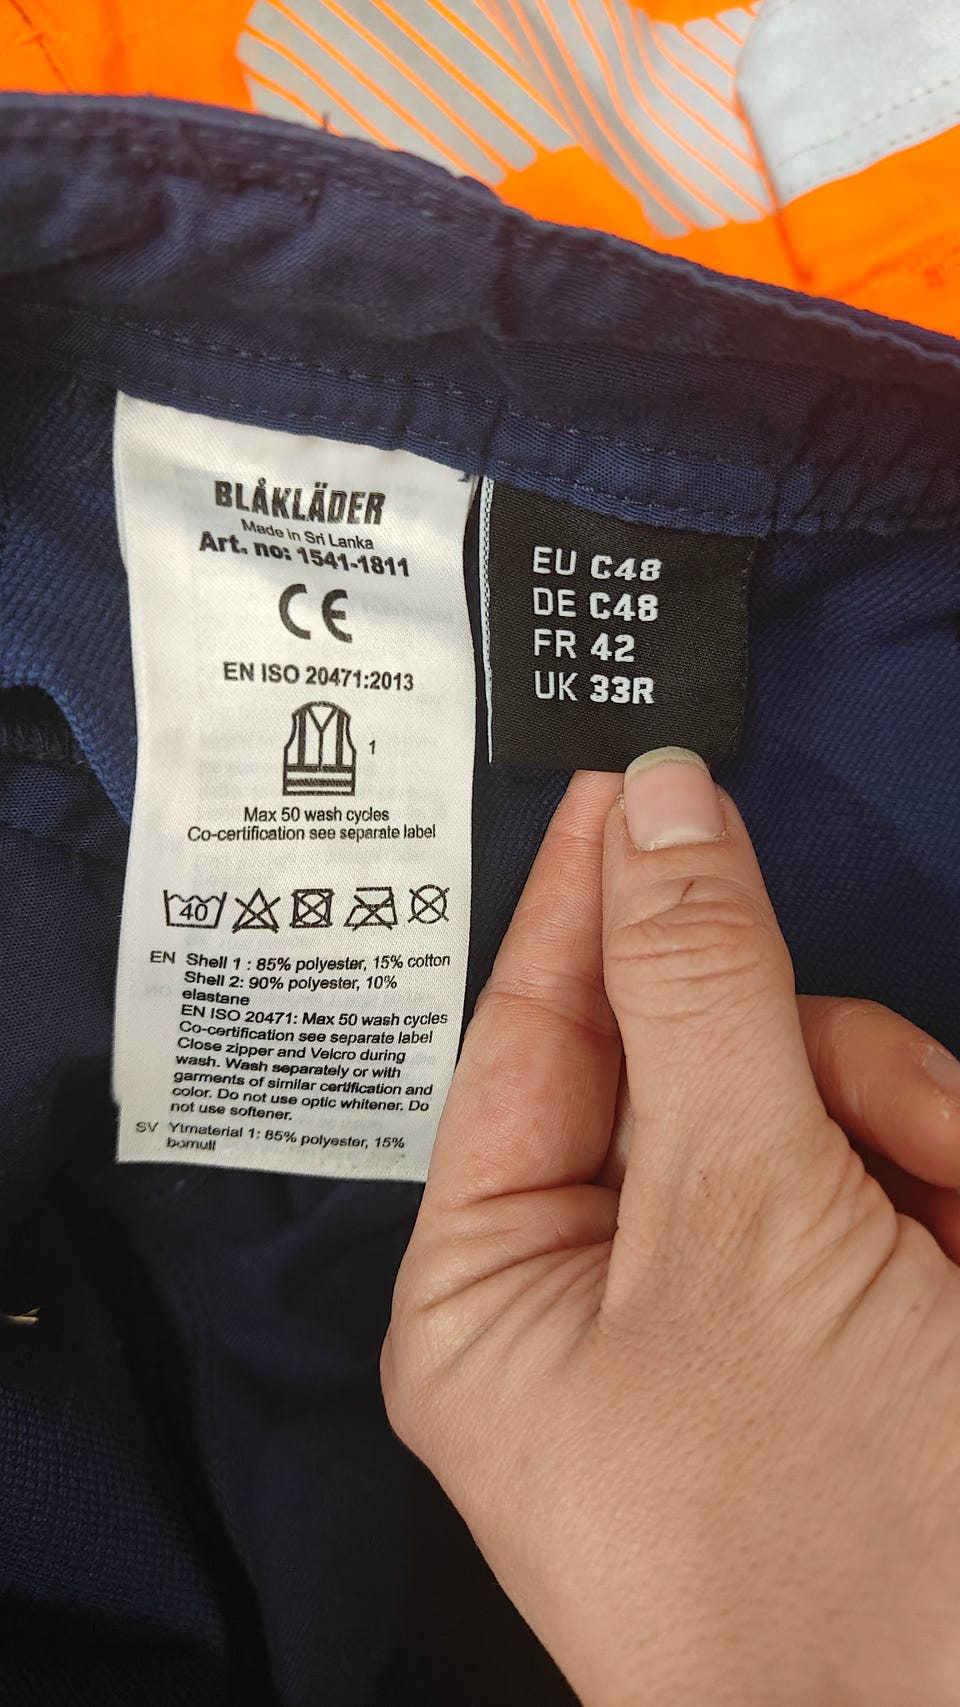 BLÅKLÄDER
Made in Sri Lanka
Art. no: 1541-1811
CE
EN ISO 20471:2013
1
Max 50 wash cycles
Co-certification see separate label
40
EN Shell 1 : 85% polyester, 15% cotton
Shell 2: 90% polyester, 10%
elastane
EN ISO 20471: Max 50 wash cycles
Co-certification see separate label
Close zipper and Velcro during
wash. Wash separately or with
garments of similar certification and
color. Do not use optic whitener. Do
not use softener.
SV Ytmaterial 1: 85% polyester, 15%
bomull
EU C48
DE C48
FR 42
UK 33R